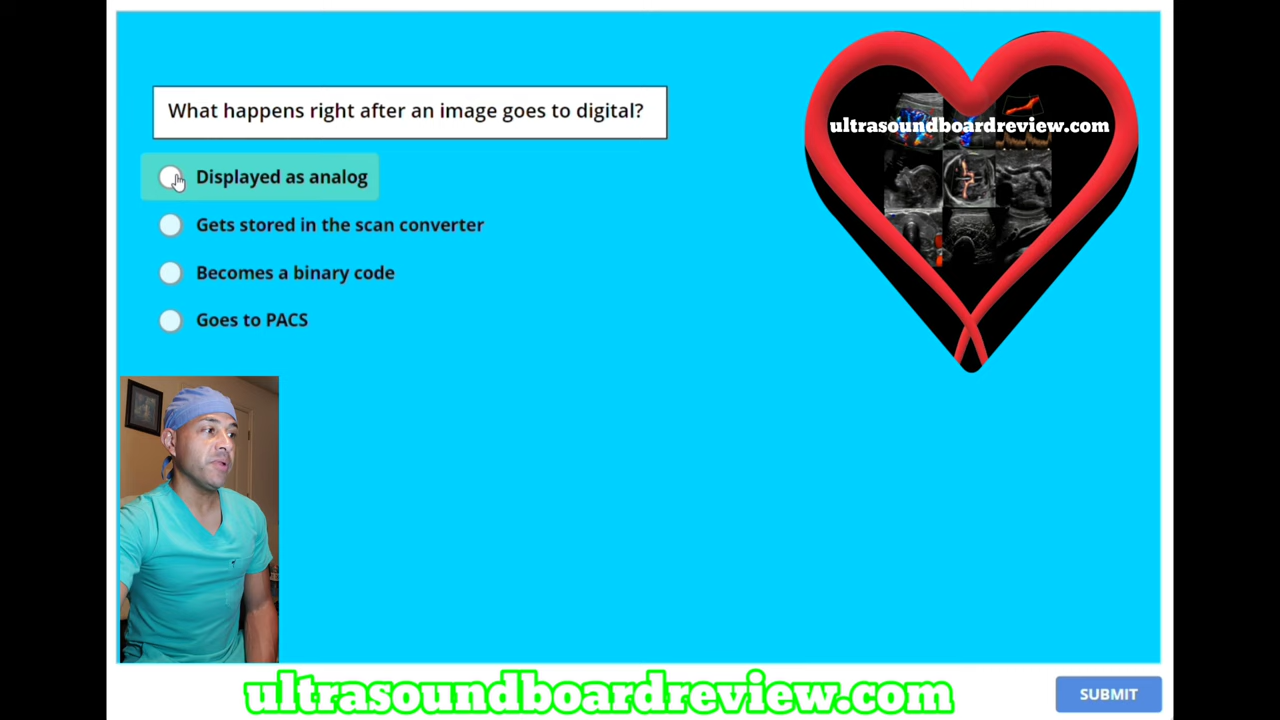 What happens right after an image goes to digital?
Displayed as analog
Gets stored in the scan converter
Becomes a binary code
Goes to PACS
ultrasoundboardreview.com
ultrasoundboardreview.com
SUBMIT